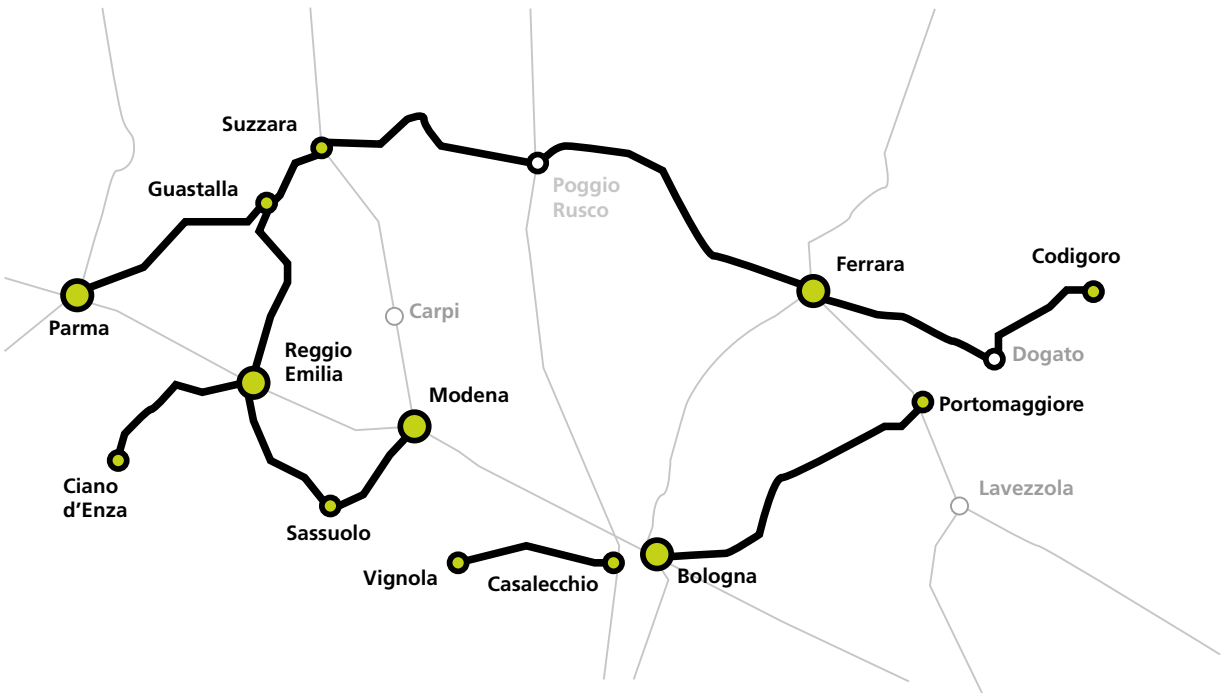 Suzzara
Guastalla
Poggio
Rusco
Codigoro
Ferrara
Parma
Carpi
Reggio
Emilia
Dogato
Modena
Portomaggiore
Ciano
d’Enza
Lavezzola
Sassuolo
Vignola
Casalecchio
Bologna